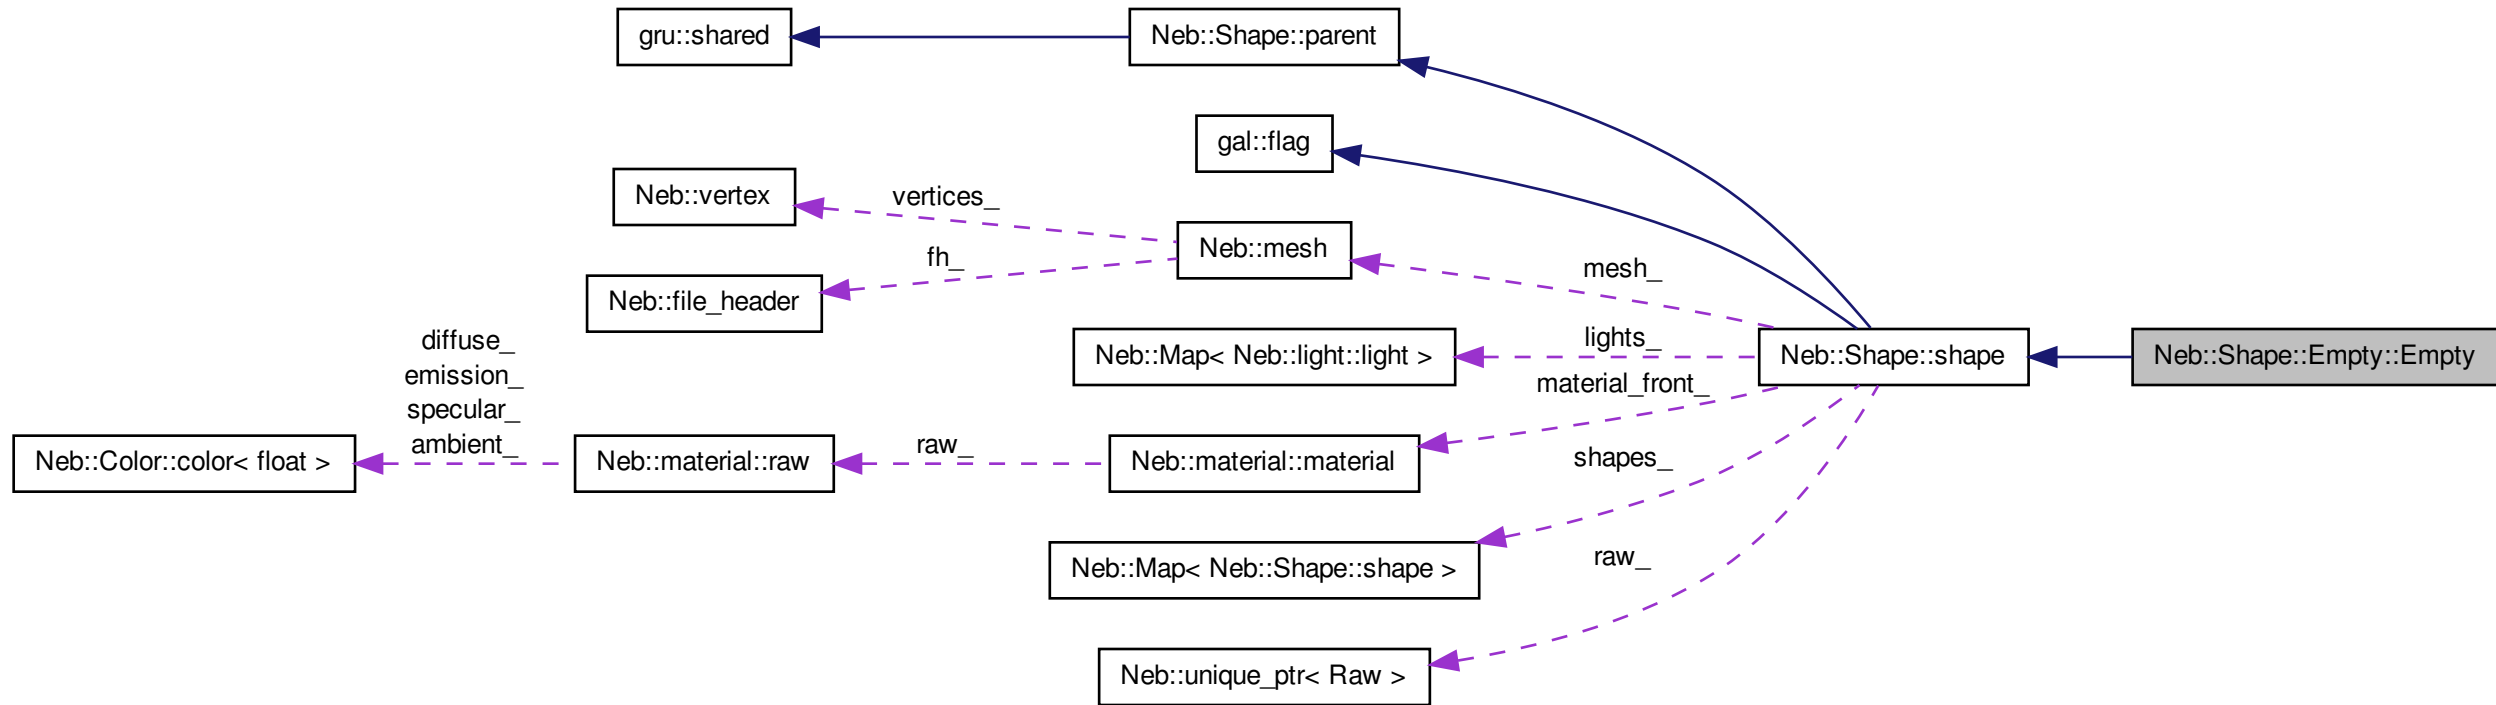 gru::shared
Neb::Shape::parent
gal::flag
Neb::vertex
vertices_
Neb::mesh
fh_
mesh_
Neb::file_header
diffuse_
emission_
specular_
ambient_
Neb::Map< Neb::light::light >
lights_
Neb::Shape::shape
Neb::Shape::Empty::Empty
material_front_
Neb::Color::color< float >
Neb::material::raw
raw_
Neb::material::material
shapes_
Neb::Map< Neb::Shape::shape >
raw_
Neb::unique_ptr< Raw >